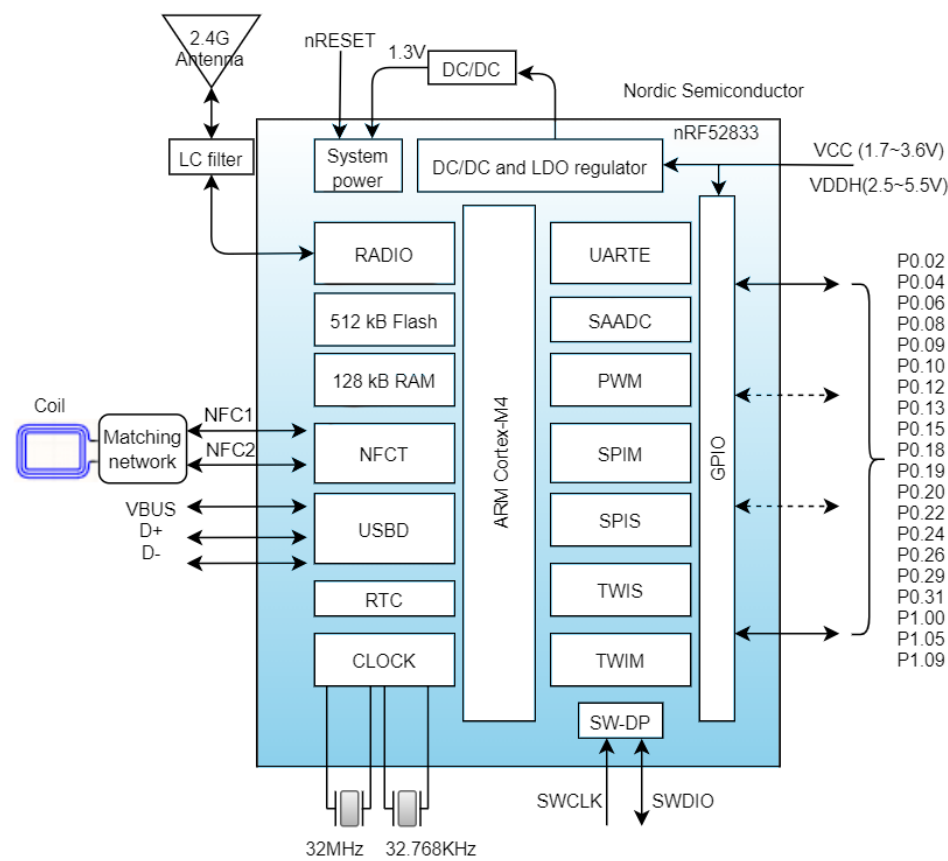 2.4G
Antenna
nRESET
1.3V
DC/DC
Nordic Semiconductor
nRF52833
LC filter
System
power
DC/DC and LDO regulator
VCC (1.7~3.6V)
VDDH(2.5~5.5V)
RADIO
512 kB Flash
128 kB RAM
Coil
Matching
network
NFC1
NFC2
NFCT
VBUS
D+
D-
USBD
RTC
CLOCK
ARM Cortex-M4
UARTE
SAADC
PWM
SPIM
SPIS
TWIS
TWIM
SW-DP
GPIO
P0.02
P0.04
P0.06
P0.08
P0.09
P0.10
P0.12
P0.13
P0.15
P0.18
P0.19
P0.20
P0.22
P0.24
P0.26
P0.29
P0.31
P1.00
P1.05
P1.09
SWCLK
SWDIO
32MHz
32.768KHz